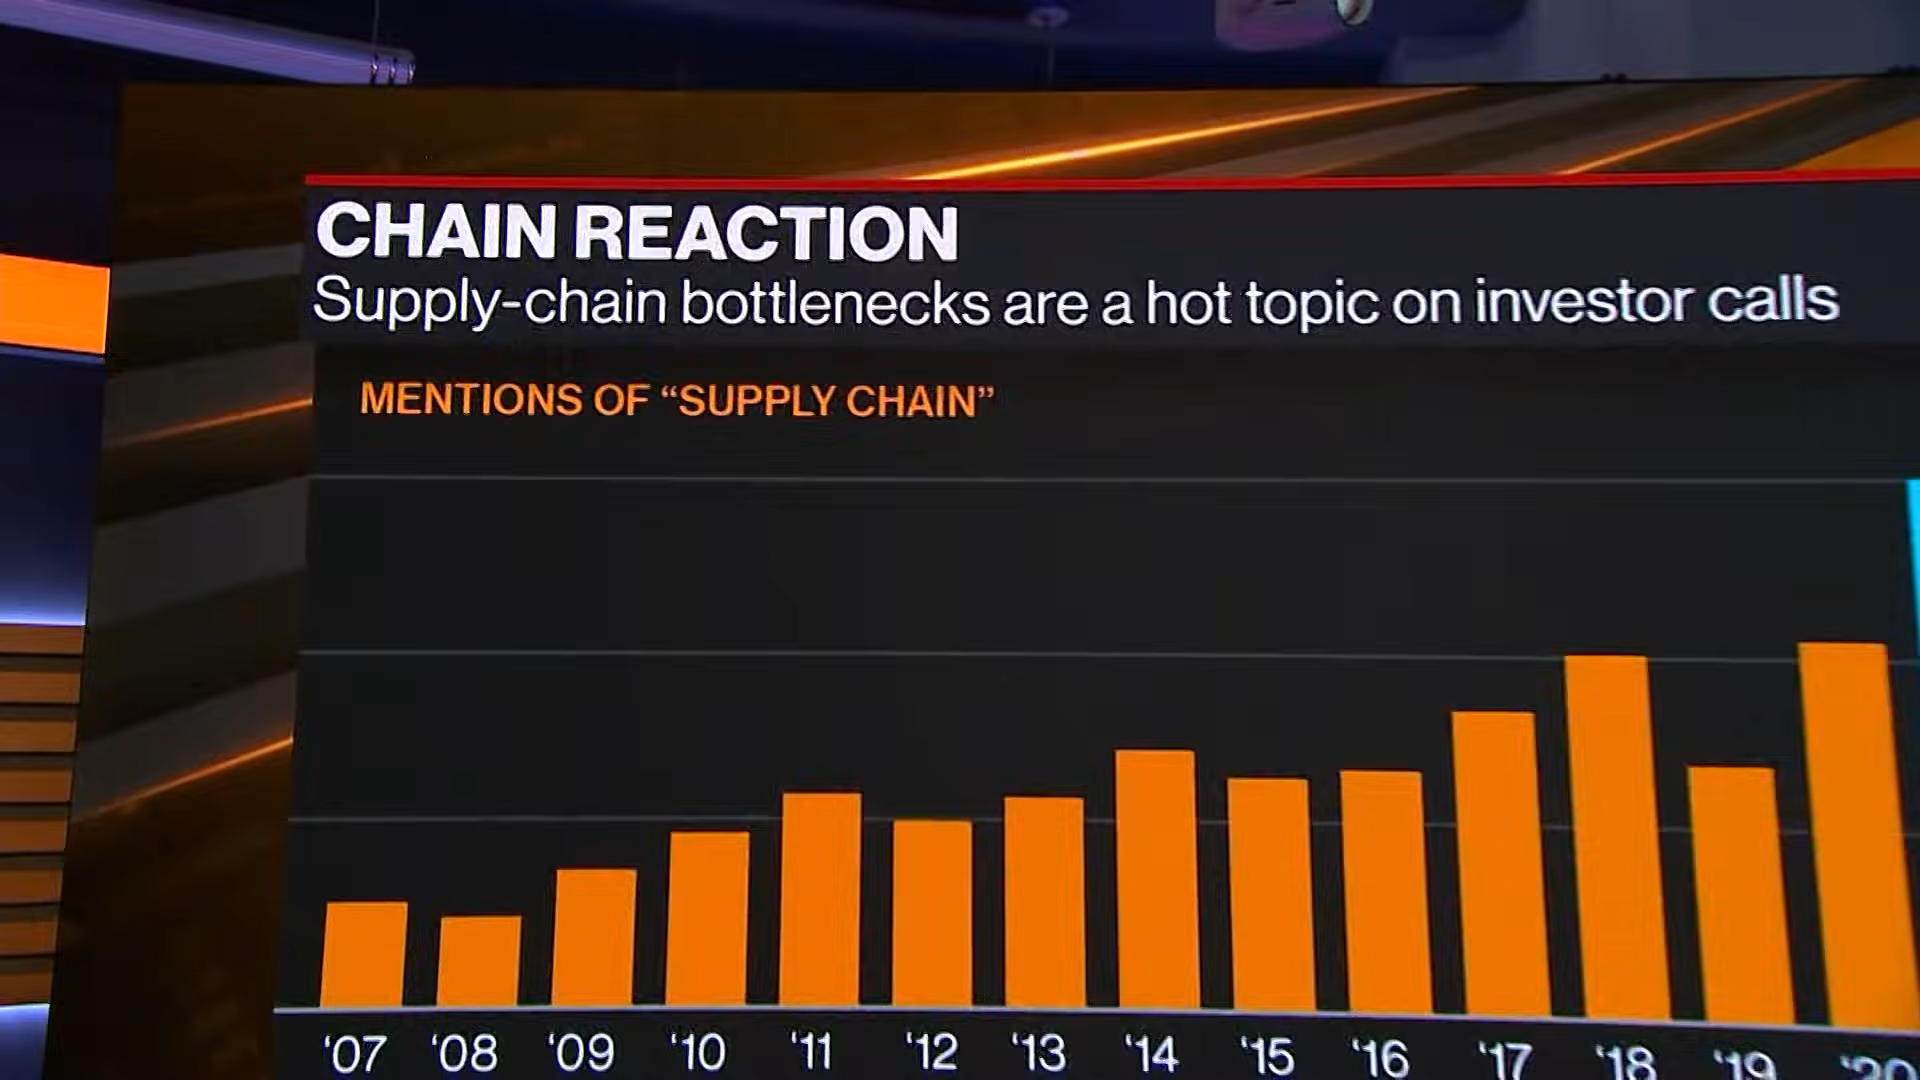 CHAIN REACTION
Supply-chain bottlenecks are a hot topic on investor calls
MENTIONS OF “SUPPLY CHAIN”
‘07 ‘08 ‘09 ‘10 ‘11 ‘12 ‘13 ‘14 ‘15 ‘16 ‘17 ‘18 ‘19 ‘20